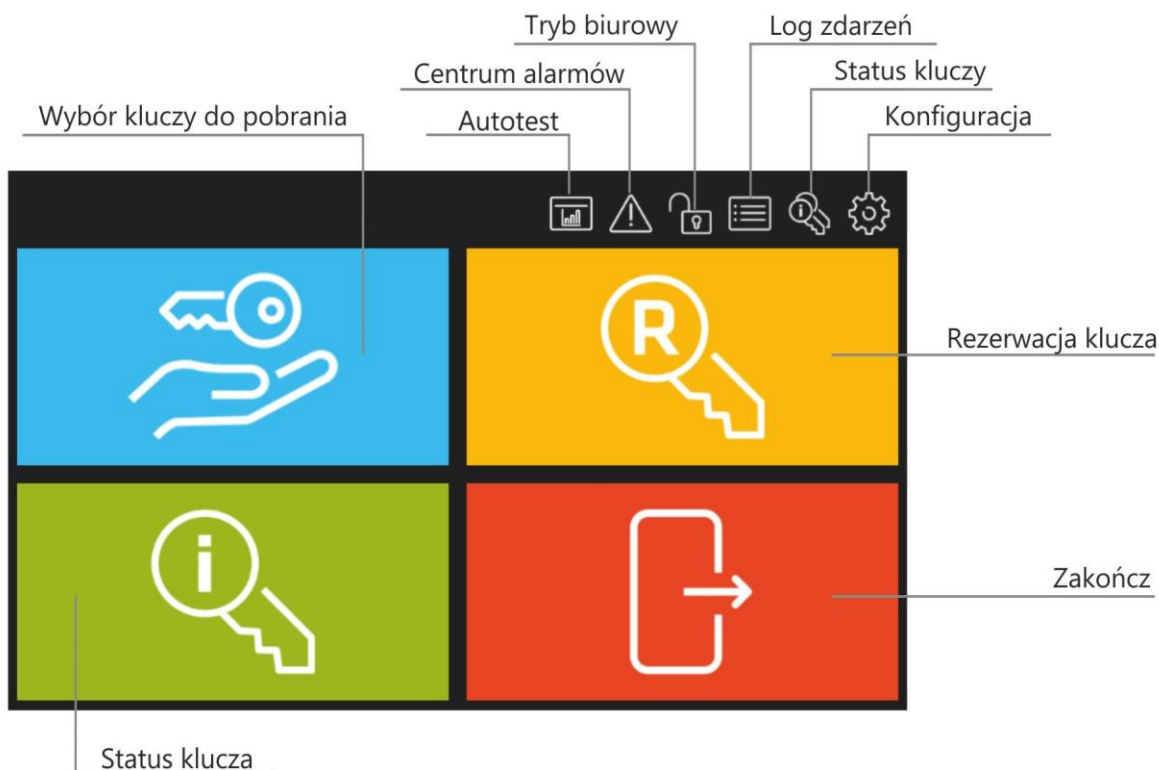 Tryb biurowy
Log zdarzeń
Centrum alarmów
Status kluczy
Wybór kluczy do pobrania
Autotest
Konfiguracja
R
Rezerwacja klucza
i
Zakończ
Status klucza